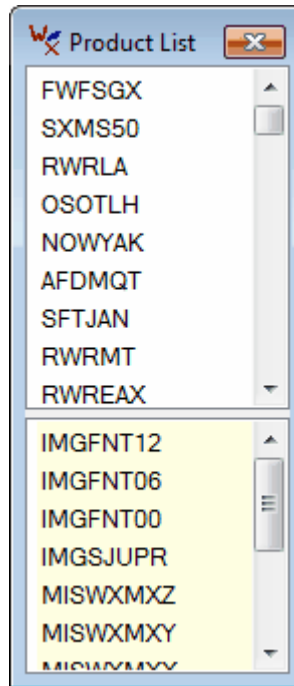 Product List
FWFSGX
SXMS50
RWRLA
OSOTLH
NOWYAK
AFDMQT
SFTJAN
RWRMT
RWREAX
IMGFNT12
IMGFNT06
IMGFNT00
IMGSJUPR
MISWXMXZ
MISWXMXY